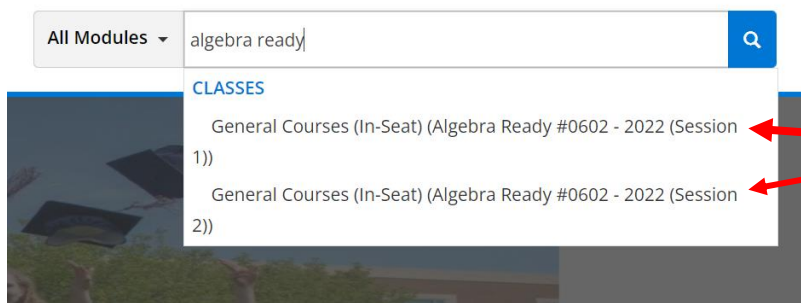 All Modules algebra ready
CLASSES
General Courses (In-Seat) (Algebra Ready #0602 - 2022 (Session
1))
General Courses (In-Seat) (Algebra Ready #0602 - 2022 (Session
2))